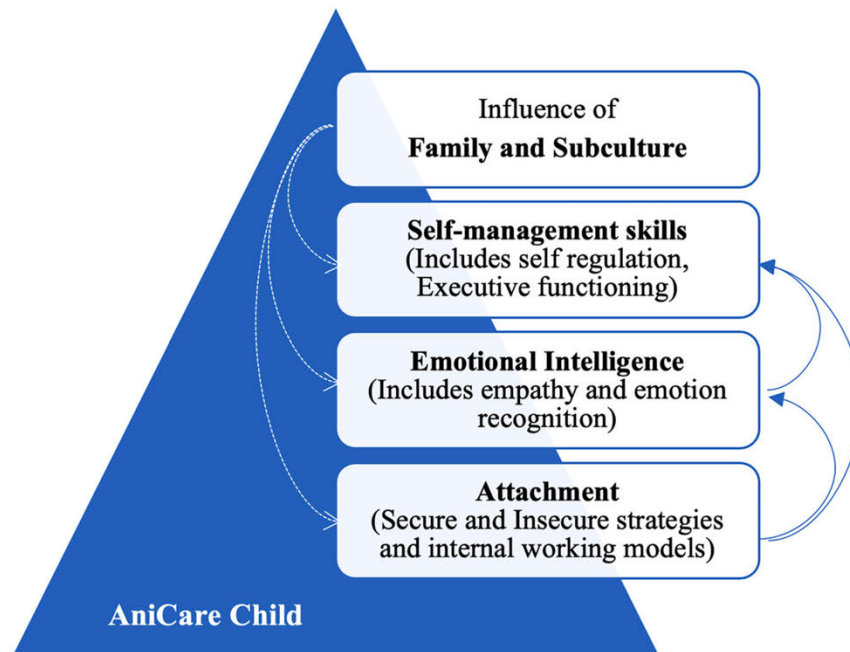 Influence of
Family and Subculture
Self-management skills
(Includes self regulation,
Executive functioning)
Emotional Intelligence
(Includes empathy and emotion
recognition)
Attachment
(Secure and Insecure strategies
and internal working models)
AniCare Child